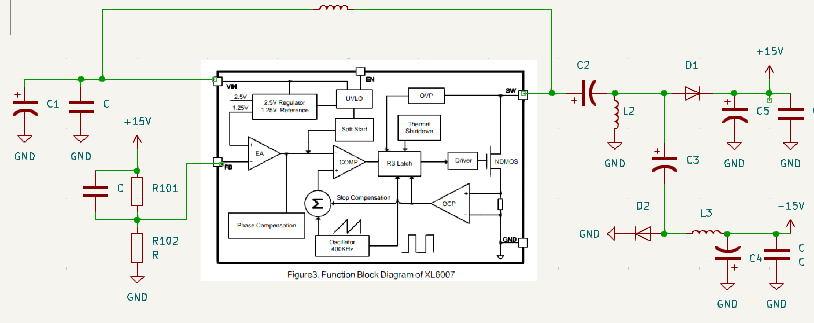 +15V
C2
D1
VIN
EN
SW
2.5V
1.25V
2.5V Regulator
1.25V Reference
UVLO
OVP
C1
C
L2
C5
Soft Start
Thermal
Shutdown
+15V
GND
GND
GND
GND
GND
EA
COMP
RS Latch
Driver
NDMOS
C3
FB
C
R101
Σ
Slop Compensation
OCP
D2
L3
-15V
R102
R
Phase Compensation
Oscillator
400KHz
GND
GND
C4
C
C
Figure3. Function Block Diagram of XL6007
GND
GND
GND